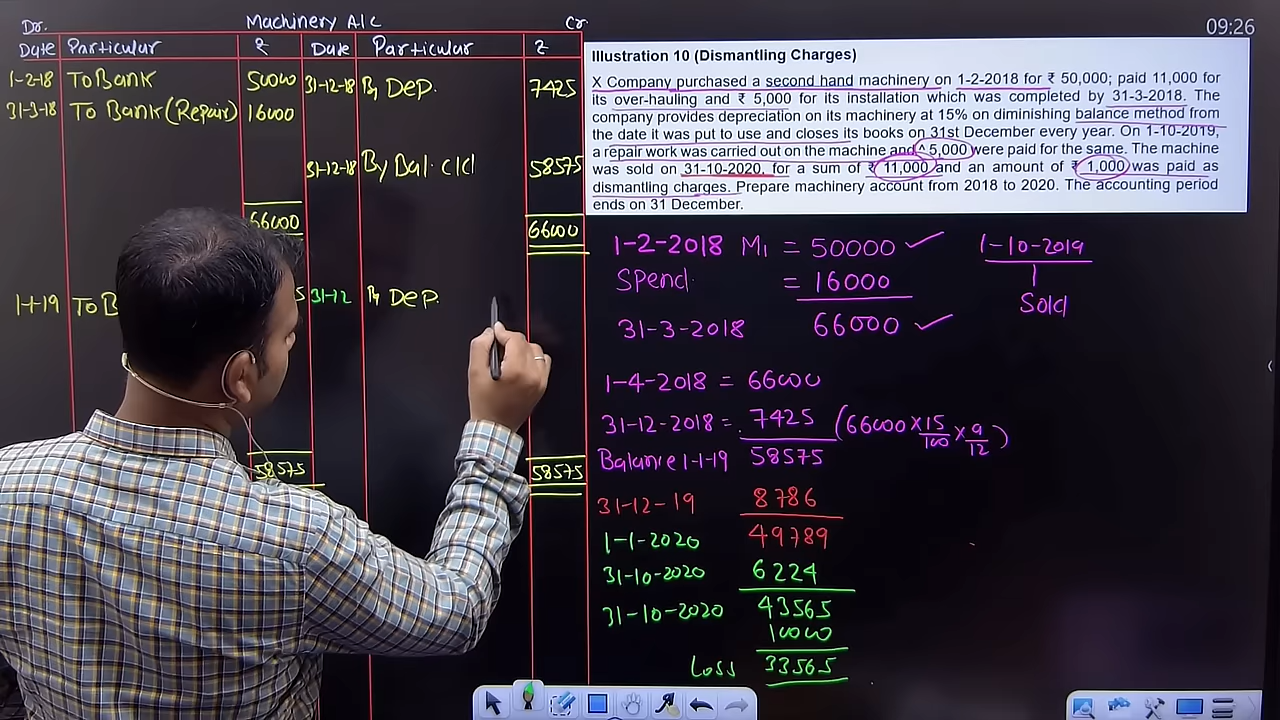 09:26
Dr. Machinery A/c Cr.
Date Particular ₹ Date Particular ₹
1-2-18 To Bank 50000 31-12-18 By Dep. 7425
31-3-18 To Bank (Repair) 16000
31-12-18 By Bal. c/d 58575
66000 66000
1-1-19 To B 5 31-12 By Dep.
58575 58575
Illustration 10 (Dismantling Charges)
X Company purchased a second hand machinery on 1-2-2018 for ₹ 50,000; paid 11,000 for
its over-hauling and ₹ 5,000 for its installation which was completed by 31-3-2018. The
company provides depreciation on its machinery at 15% on diminishing balance method from
the date it was put to use and closes its books on 31st December every year. On 1-10-2019,
a repair work was carried out on the machine and ^ 5,000 were paid for the same. The machine
was sold on 31-10-2020, for a sum of ₹ 11,000 and an amount of ₹ 1,000 was paid as
dismantling charges. Prepare machinery account from 2018 to 2020. The accounting period
ends on 31 December.
1-2-2018 M1 = 50000 ✓
Spend = 16000
31-3-2018 66000 ✓
1-10-2019
Sold
1-4-2018 = 66000
31-12-2018 = 7425 (66000 × 15/100 × 9/12)
Balance 1-1-19 58575
31-12-19 8786
49789
1-1-2020
31-10-2020 6224
31-10-2020 43565
10000
Loss 33565